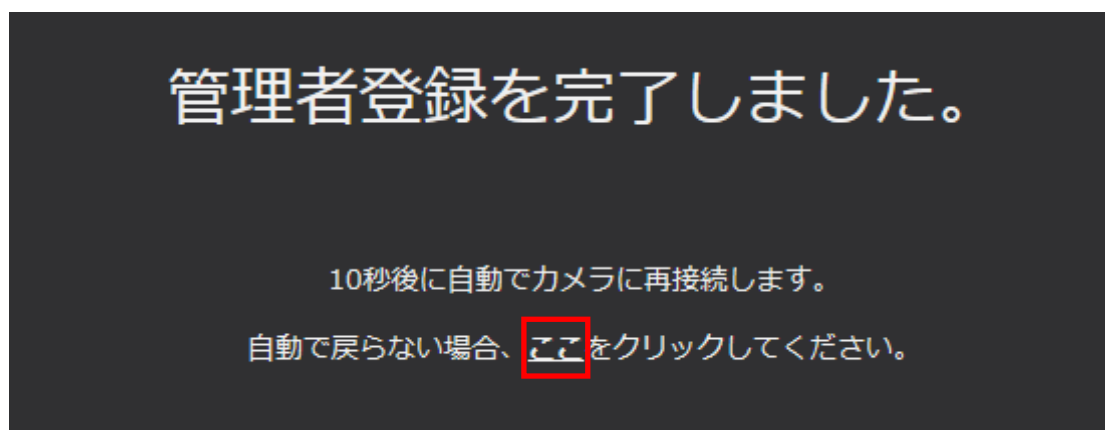 管理者登録を完了しました。
10秒後に自動でカメラに再接続します。
自動で戻らない場合、ここをクリックしてください。